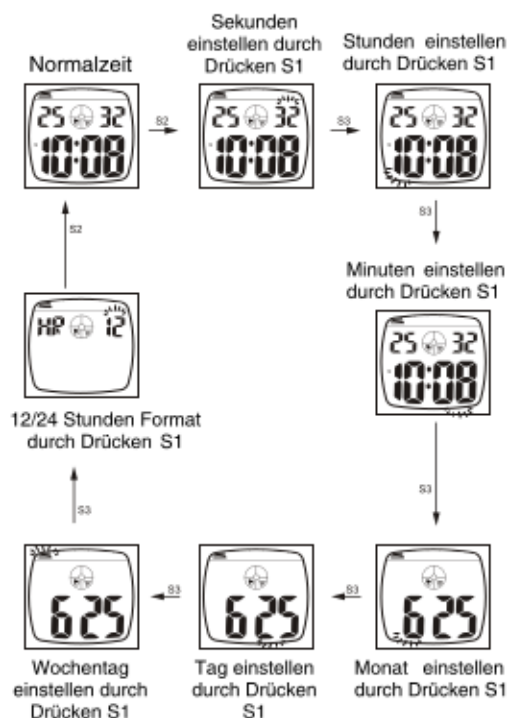 Normalzeit
Sekunden
einstellen durch
Drücken S1
Stunden einstellen
durch Drücken S1
25 32
10:08
S2
25 32
10:08
S3
25 32
10:08
S3
Minuten einstellen
durch Drücken S1
25 32
10:08
S3
6 25
Monat einstellen
durch Drücken S1
S3
6 25
Tag einstellen
durch Drücken
S1
S3
6 25
Wochentag
einstellen durch
Drücken S1
S3
HR 12
12/24 Stunden Format
durch Drücken S1
S2